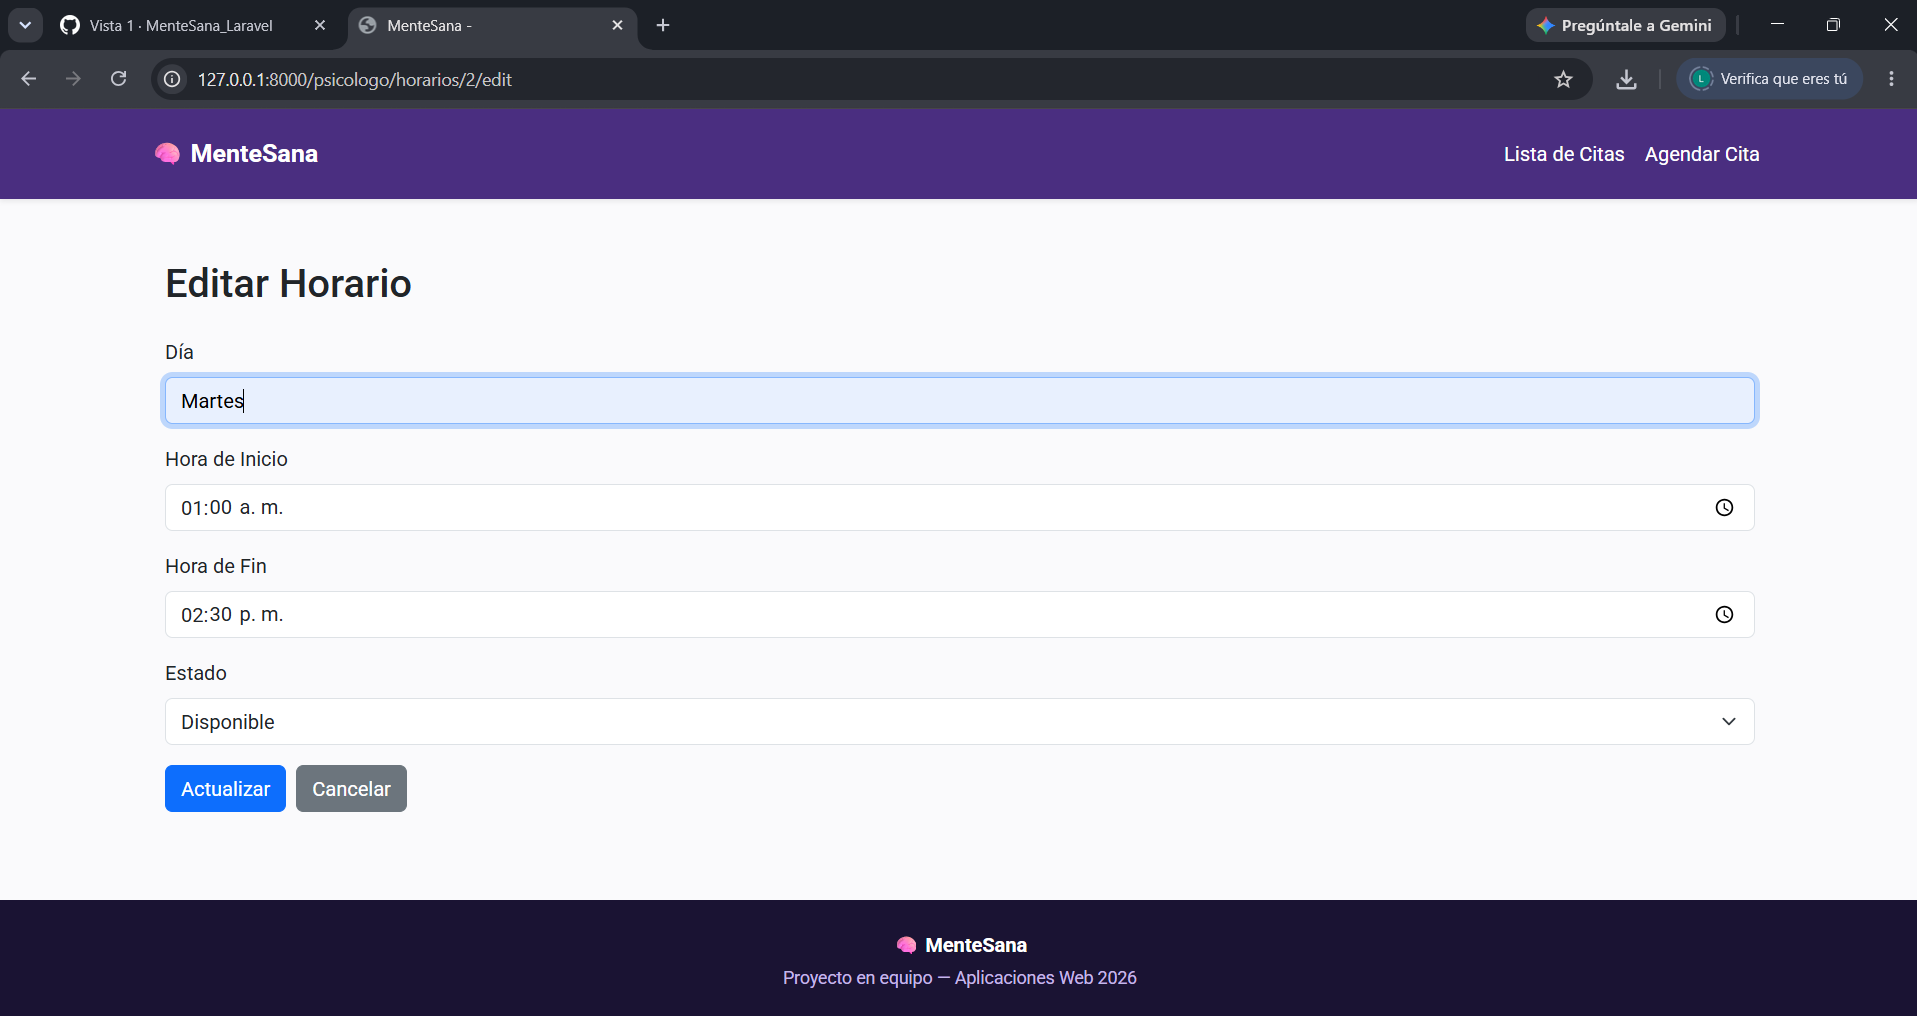 Vista 1 · MenteSana_Laravel
MenteSana -
Pregúntale a Gemini
127.0.0.1:8000/psicologo/horarios/2/edit
L
Verifica que eres tú
MenteSana
Lista de Citas
Agendar Cita
Editar Horario
Día
Martes
Hora de Inicio
01:00 a. m.
Hora de Fin
02:30 p. m.
Estado
Disponible
Actualizar
Cancelar
MenteSana
Proyecto en equipo — Aplicaciones Web 2026